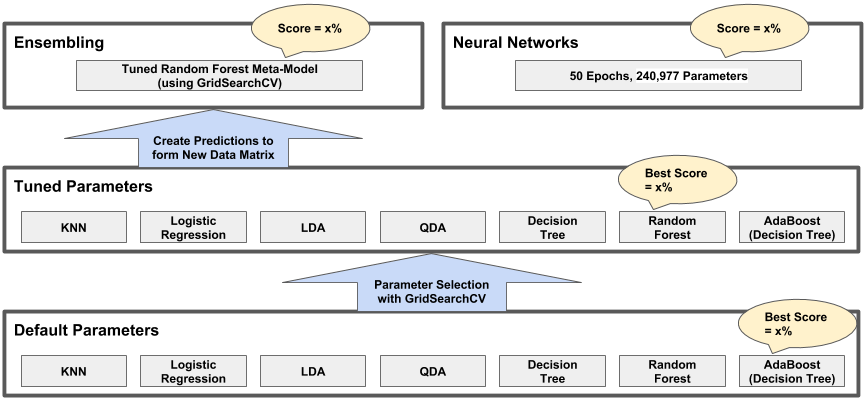 Score = x%
Score = x%
Ensembling
Neural Networks
Tuned Random Forest Meta-Model
(using GridSearchCV)
50 Epochs, 240,977 Parameters
Create Predictions to
form New Data Matrix
Best Score
= x%
Tuned Parameters
KNN
Logistic
Regression
LDA
QDA
Decision
Tree
Random
Forest
AdaBoost
(Decision Tree)
Parameter Selection
with GridSearchCV
Best Score
= x%
Default Parameters
KNN
Logistic
Regression
LDA
QDA
Decision
Tree
Random
Forest
AdaBoost
(Decision Tree)